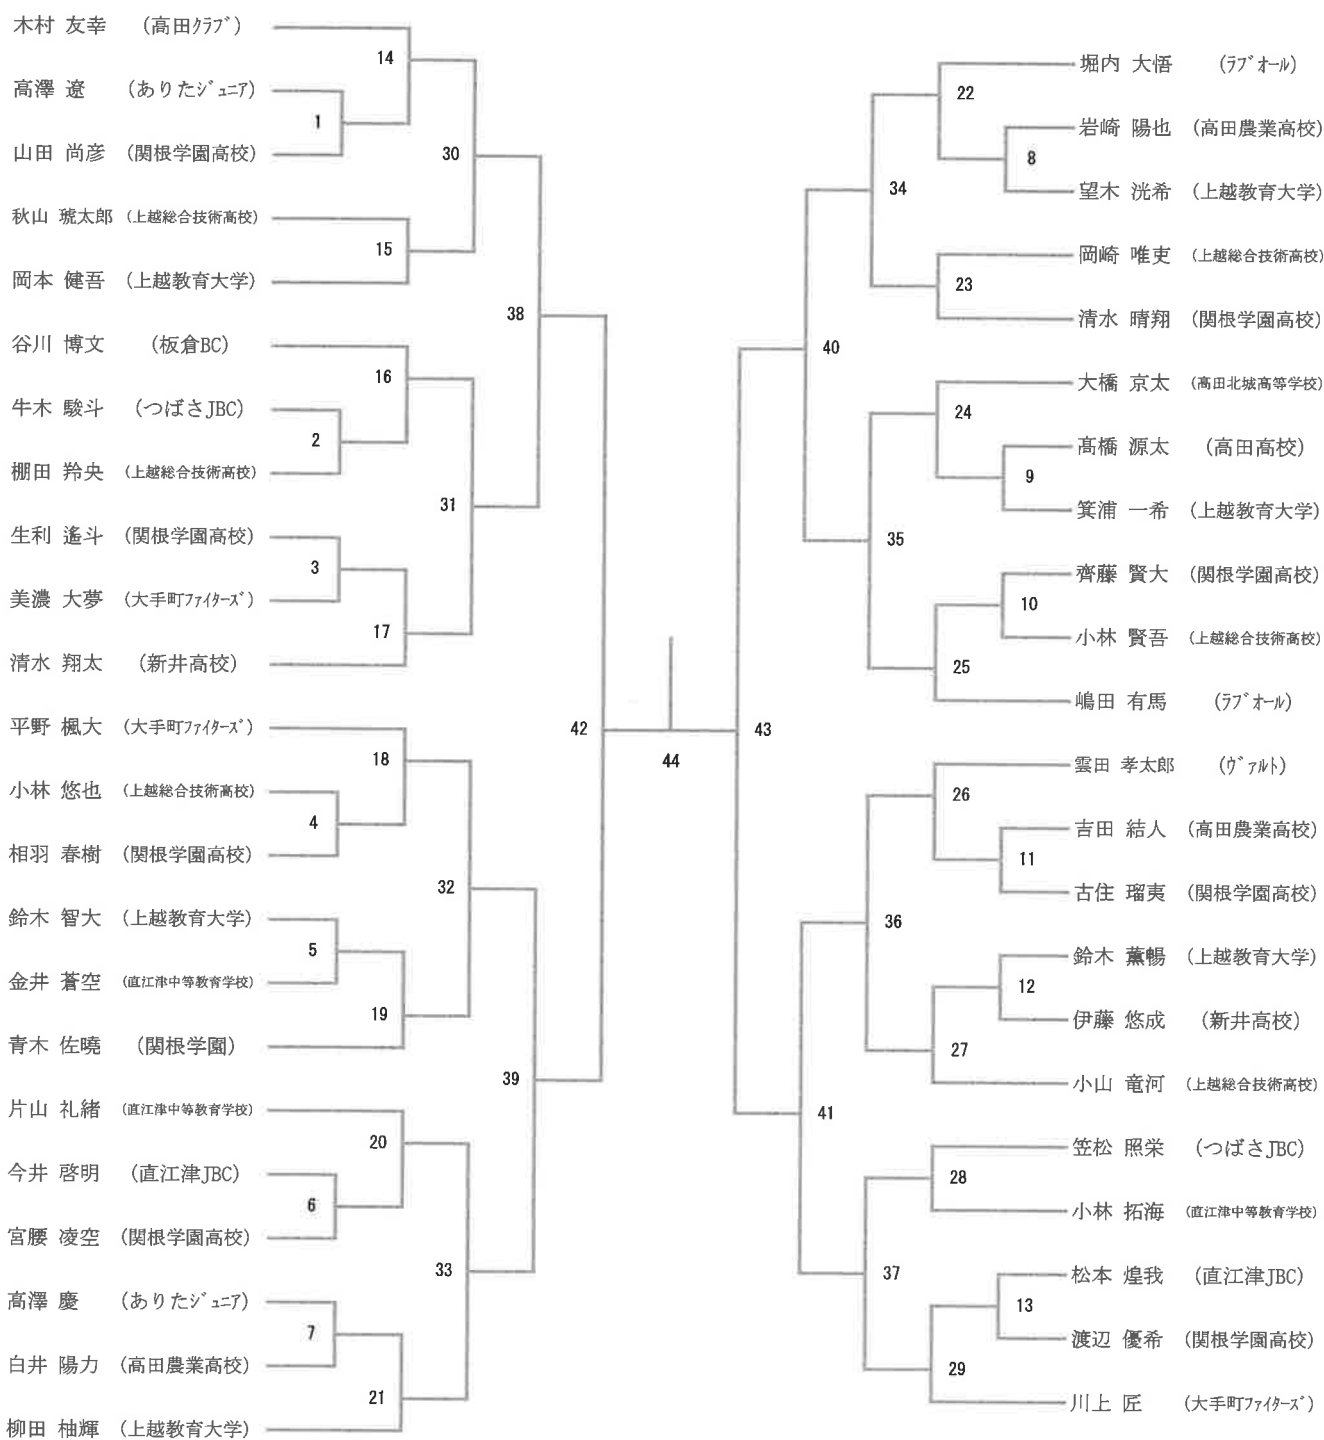 木村 友幸 (高田ｸﾗﾌﾞ)
14
高澤 遼 (ありたｼﾞｭﾆｱ)
1
山田 尚彦 (関根学園高校)
30
秋山 琥太郎 (上越総合技術高校)
15
岡本 健吾 (上越教育大学)
38
谷川 博文 (板倉BC)
16
牛木 駿斗 (つばさJBC)
2
棚田 羚央 (上越総合技術高校)
31
生利 遙斗 (関根学園高校)
3
美濃 大夢 (大手町ﾌｧｲﾀｰｽﾞ)
17
清水 翔太 (新井高校)
42
平野 楓大 (大手町ﾌｧｲﾀｰｽﾞ)
18
小林 悠也 (上越総合技術高校)
4
相羽 春樹 (関根学園高校)
32
鈴木 智大 (上越教育大学)
5
金井 蒼空 (直江津中等教育学校)
19
青木 佐曉 (関根学園)
39
片山 礼緒 (直江津中等教育学校)
20
今井 啓明 (直江津JBC)
6
宮腰 凌空 (関根学園高校)
33
高澤 慶 (ありたｼﾞｭﾆｱ)
7
白井 陽力 (高田農業高校)
21
柳田 柚輝 (上越教育大学)
44
堀内 大悟 (ﾗﾌﾞｵｰﾙ)
22
岩崎 陽也 (高田農業高校)
8
望木 洸希 (上越教育大学)
34
岡崎 唯吏 (上越総合技術高校)
23
清水 晴翔 (関根学園高校)
40
大橋 京太 (高田北城高等学校)
24
髙橋 源太 (高田高校)
9
箕浦 一希 (上越教育大学)
35
齊藤 賢大 (関根学園高校)
10
小林 賢吾 (上越総合技術高校)
25
嶋田 有馬 (ﾗﾌﾞｵｰﾙ)
43
雲田 孝太郎 (ｳﾞｧﾙﾄ)
26
吉田 結人 (高田農業高校)
11
古住 瑠夷 (関根学園高校)
36
鈴木 薫暢 (上越教育大学)
12
伊藤 悠成 (新井高校)
27
小山 竜河 (上越総合技術高校)
41
笠松 照栄 (つばさJBC)
28
小林 拓海 (直江津中等教育学校)
37
松本 煌我 (直江津JBC)
13
渡辺 優希 (関根学園高校)
29
川上 匠 (大手町ﾌｧｲﾀｰｽﾞ)